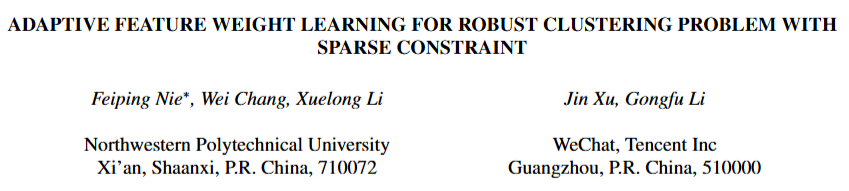 ADAPTIVE FEATURE WEIGHT LEARNING FOR ROBUST CLUSTERING PROBLEM WITH
SPARSE CONSTRAINT
Feiping Nie*, Wei Chang, Xuelong Li
Northwestern Polytechnical University
Xi'an, Shaanxi, P.R. China, 710072
Jin Xu, Gongfu Li
WeChat, Tencent Inc
Guangzhou, P.R. China, 510000